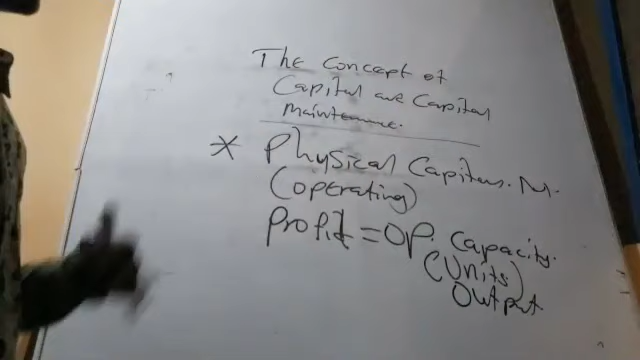 The Concept of
Capital and Capital
maintenance.
* Physical Capital. M.
(operating)
Profit = OP. Capacity.
(Units)
Output